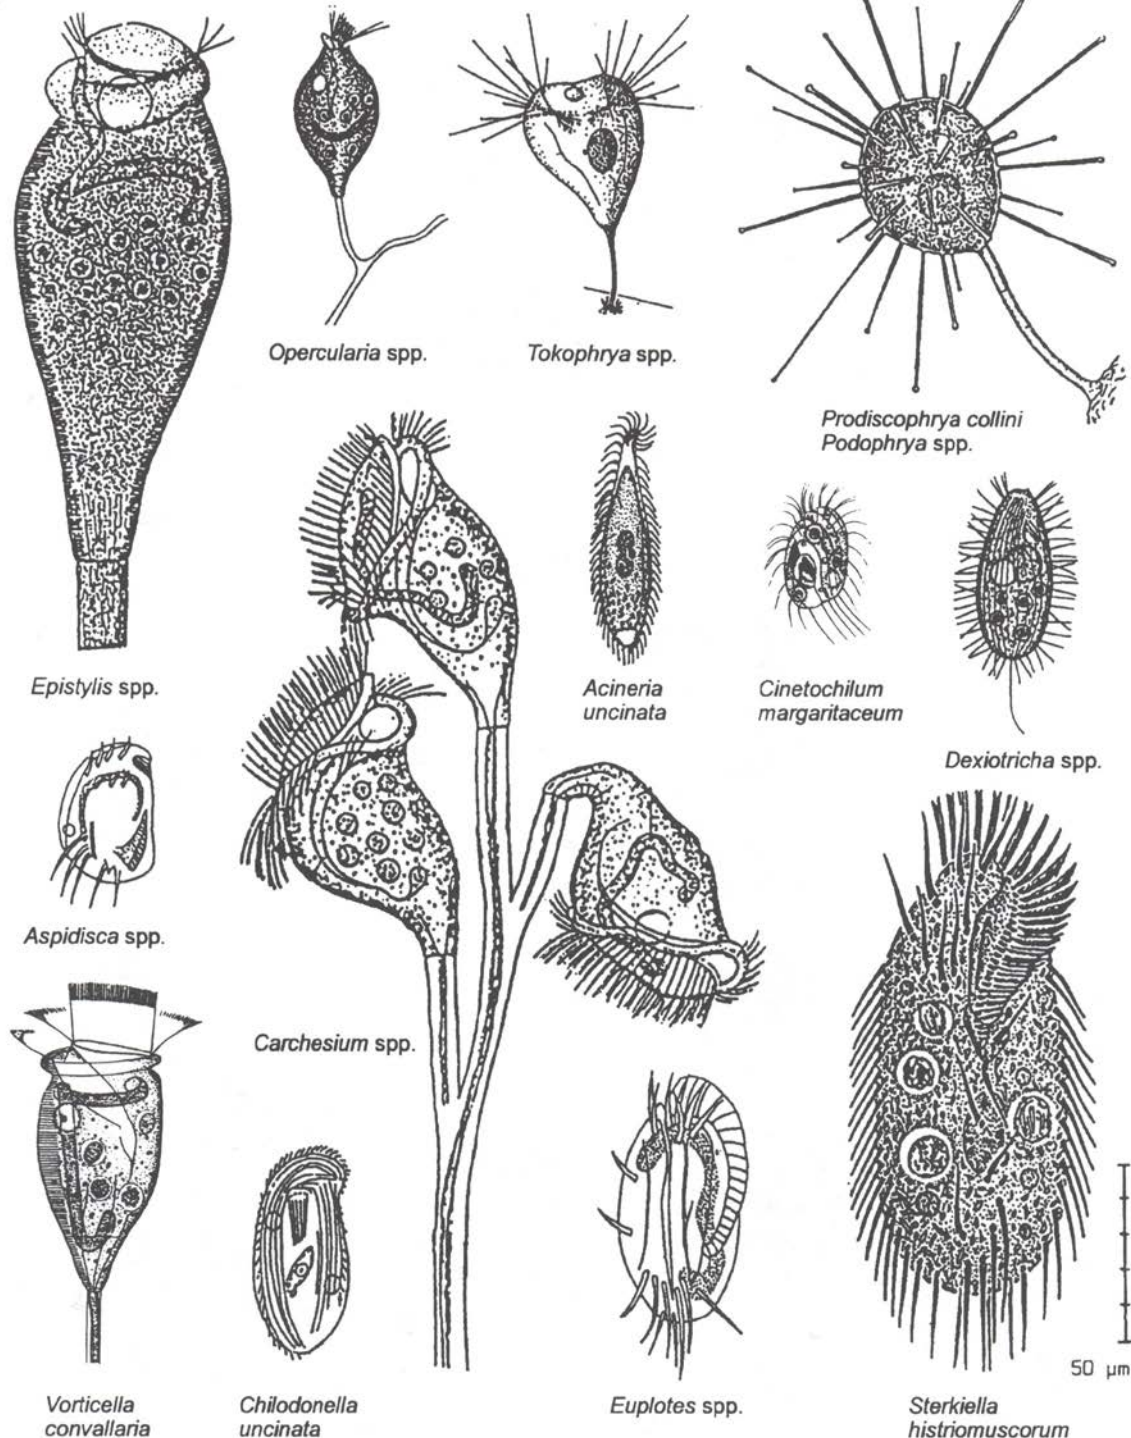 Opercularia spp.
Tokophrya spp.
Prodiscophrya collini
Podophrya spp.
Epistylis spp.
Acineria
uncinata
Cinetochilum
margaritaceum
Dexiotricha spp.
Aspidisca spp.
Carchesium spp.
50 µm
Vorticella
convallaria
Chilodonella
uncinata
Euplotes spp.
Sterkiella
histriomuscorum